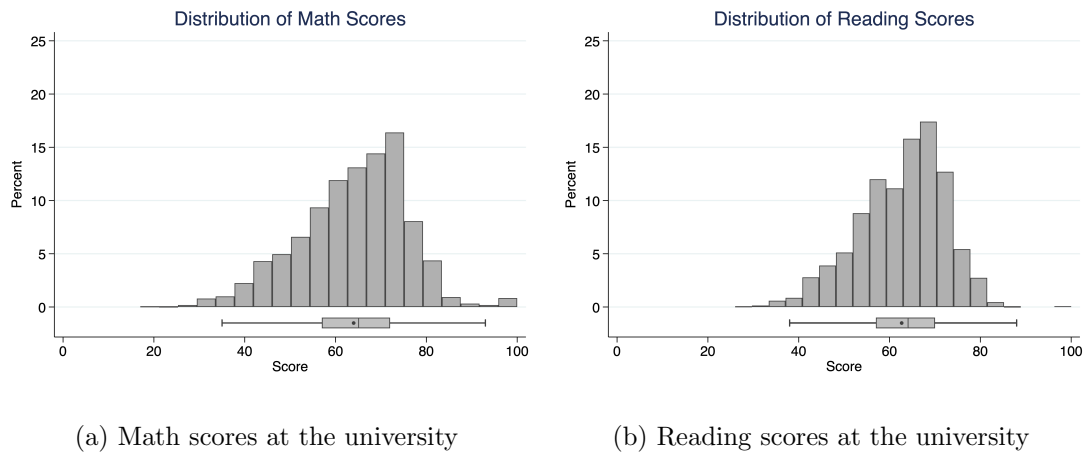 Distribution of Math Scores
25
20
15
10
5
0
Percent
0 20 40 60 80 100
Score
(a) Math scores at the university
Distribution of Reading Scores
25
20
15
10
5
0
Percent
0 20 40 60 80 100
Score
(b) Reading scores at the university